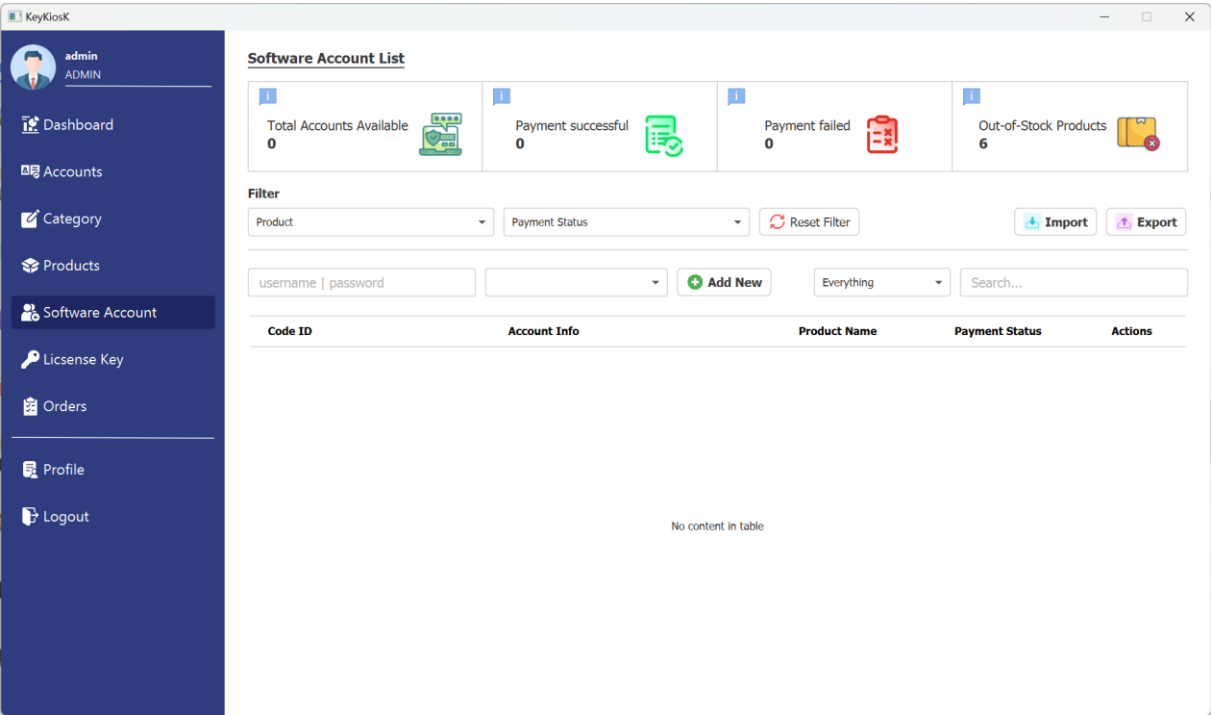 KeyKiosK
admin
ADMIN
Dashboard
Accounts
Category
Products
Software Account
Licsense Key
Orders
Profile
Logout
Software Account List
Total Accounts Available
0
Payment successful
0
Payment failed
0
Out-of-Stock Products
6
Filter
Product
Payment Status
Reset Filter
Import
Export
username | password
Add New
Everything
Search...
Code ID
Account Info
Product Name
Payment Status
Actions
No content in table